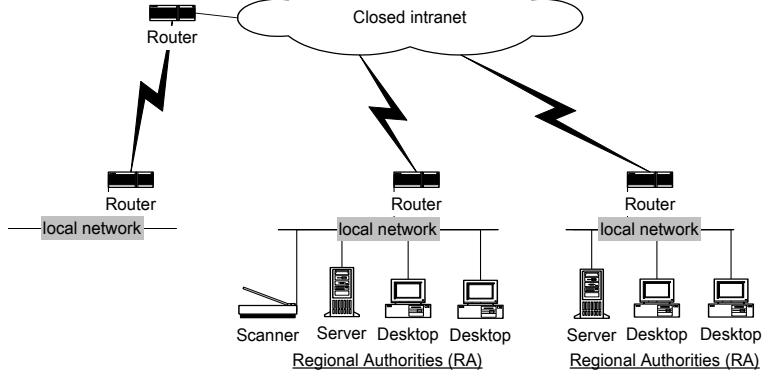 Closed intranet
Router
Router
Router
Router
local network
local network
local network
Scanner Server Desktop Desktop
Server Desktop Desktop
Regional Authorities (RA)
Regional Authorities (RA)